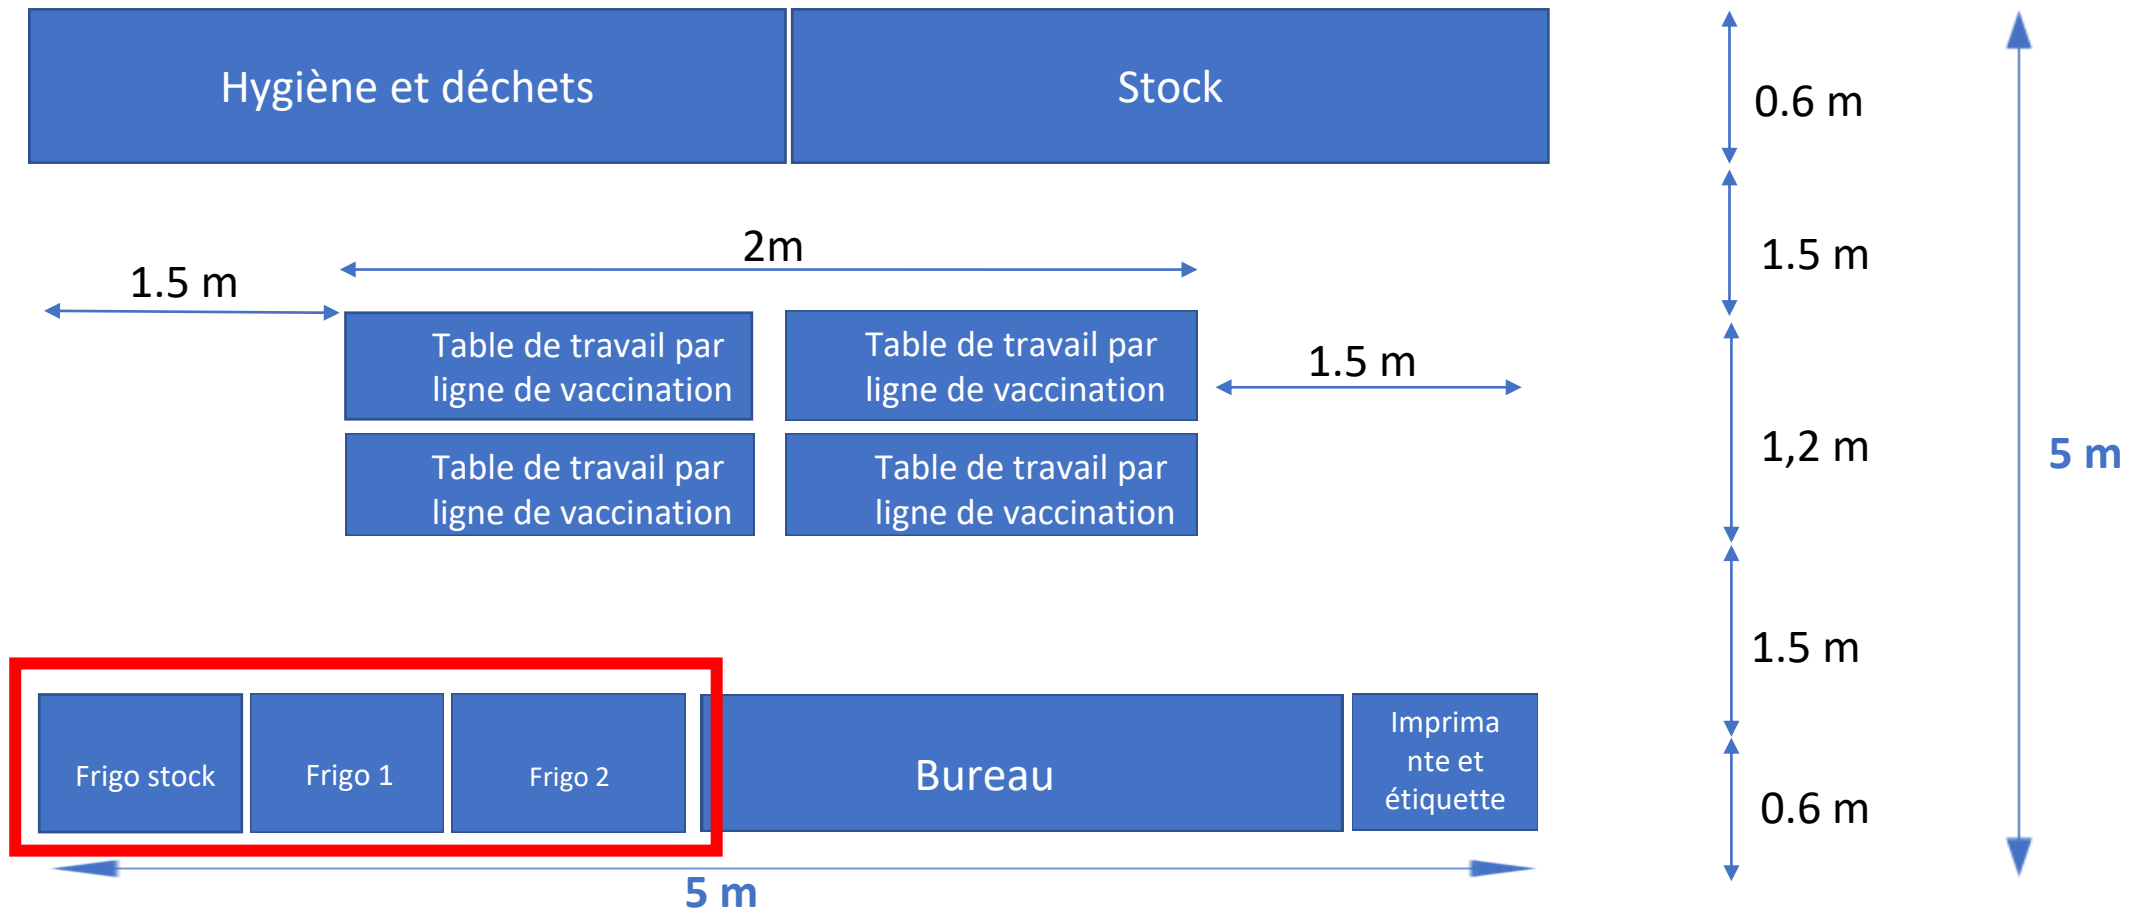 Hygiène et déchets
Stock
0.6 m
1.5 m
2m
1.5 m
Table de travail par
ligne de vaccination
Table de travail par
ligne de vaccination
1.5 m
Table de travail par
ligne de vaccination
Table de travail par
ligne de vaccination
1,2 m
5 m
1.5 m
Frigo stock
Frigo 1
Frigo 2
Bureau
Imprima
nte et
étiquette
0.6 m
5 m